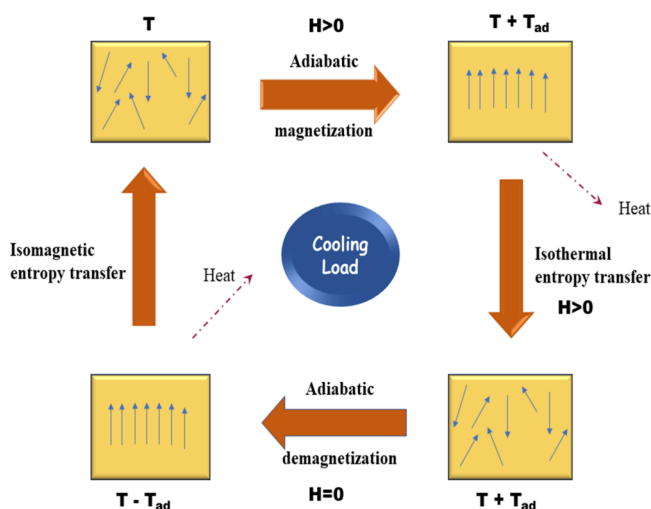 T
H>0
T + Tad
Adiabatic
magnetization
Heat
Isomagnetic
entropy transfer
Heat
Cooling
Load
Isothermal
entropy transfer
H>0
Adiabatic
demagnetization
T - Tad
H=0
T + Tad